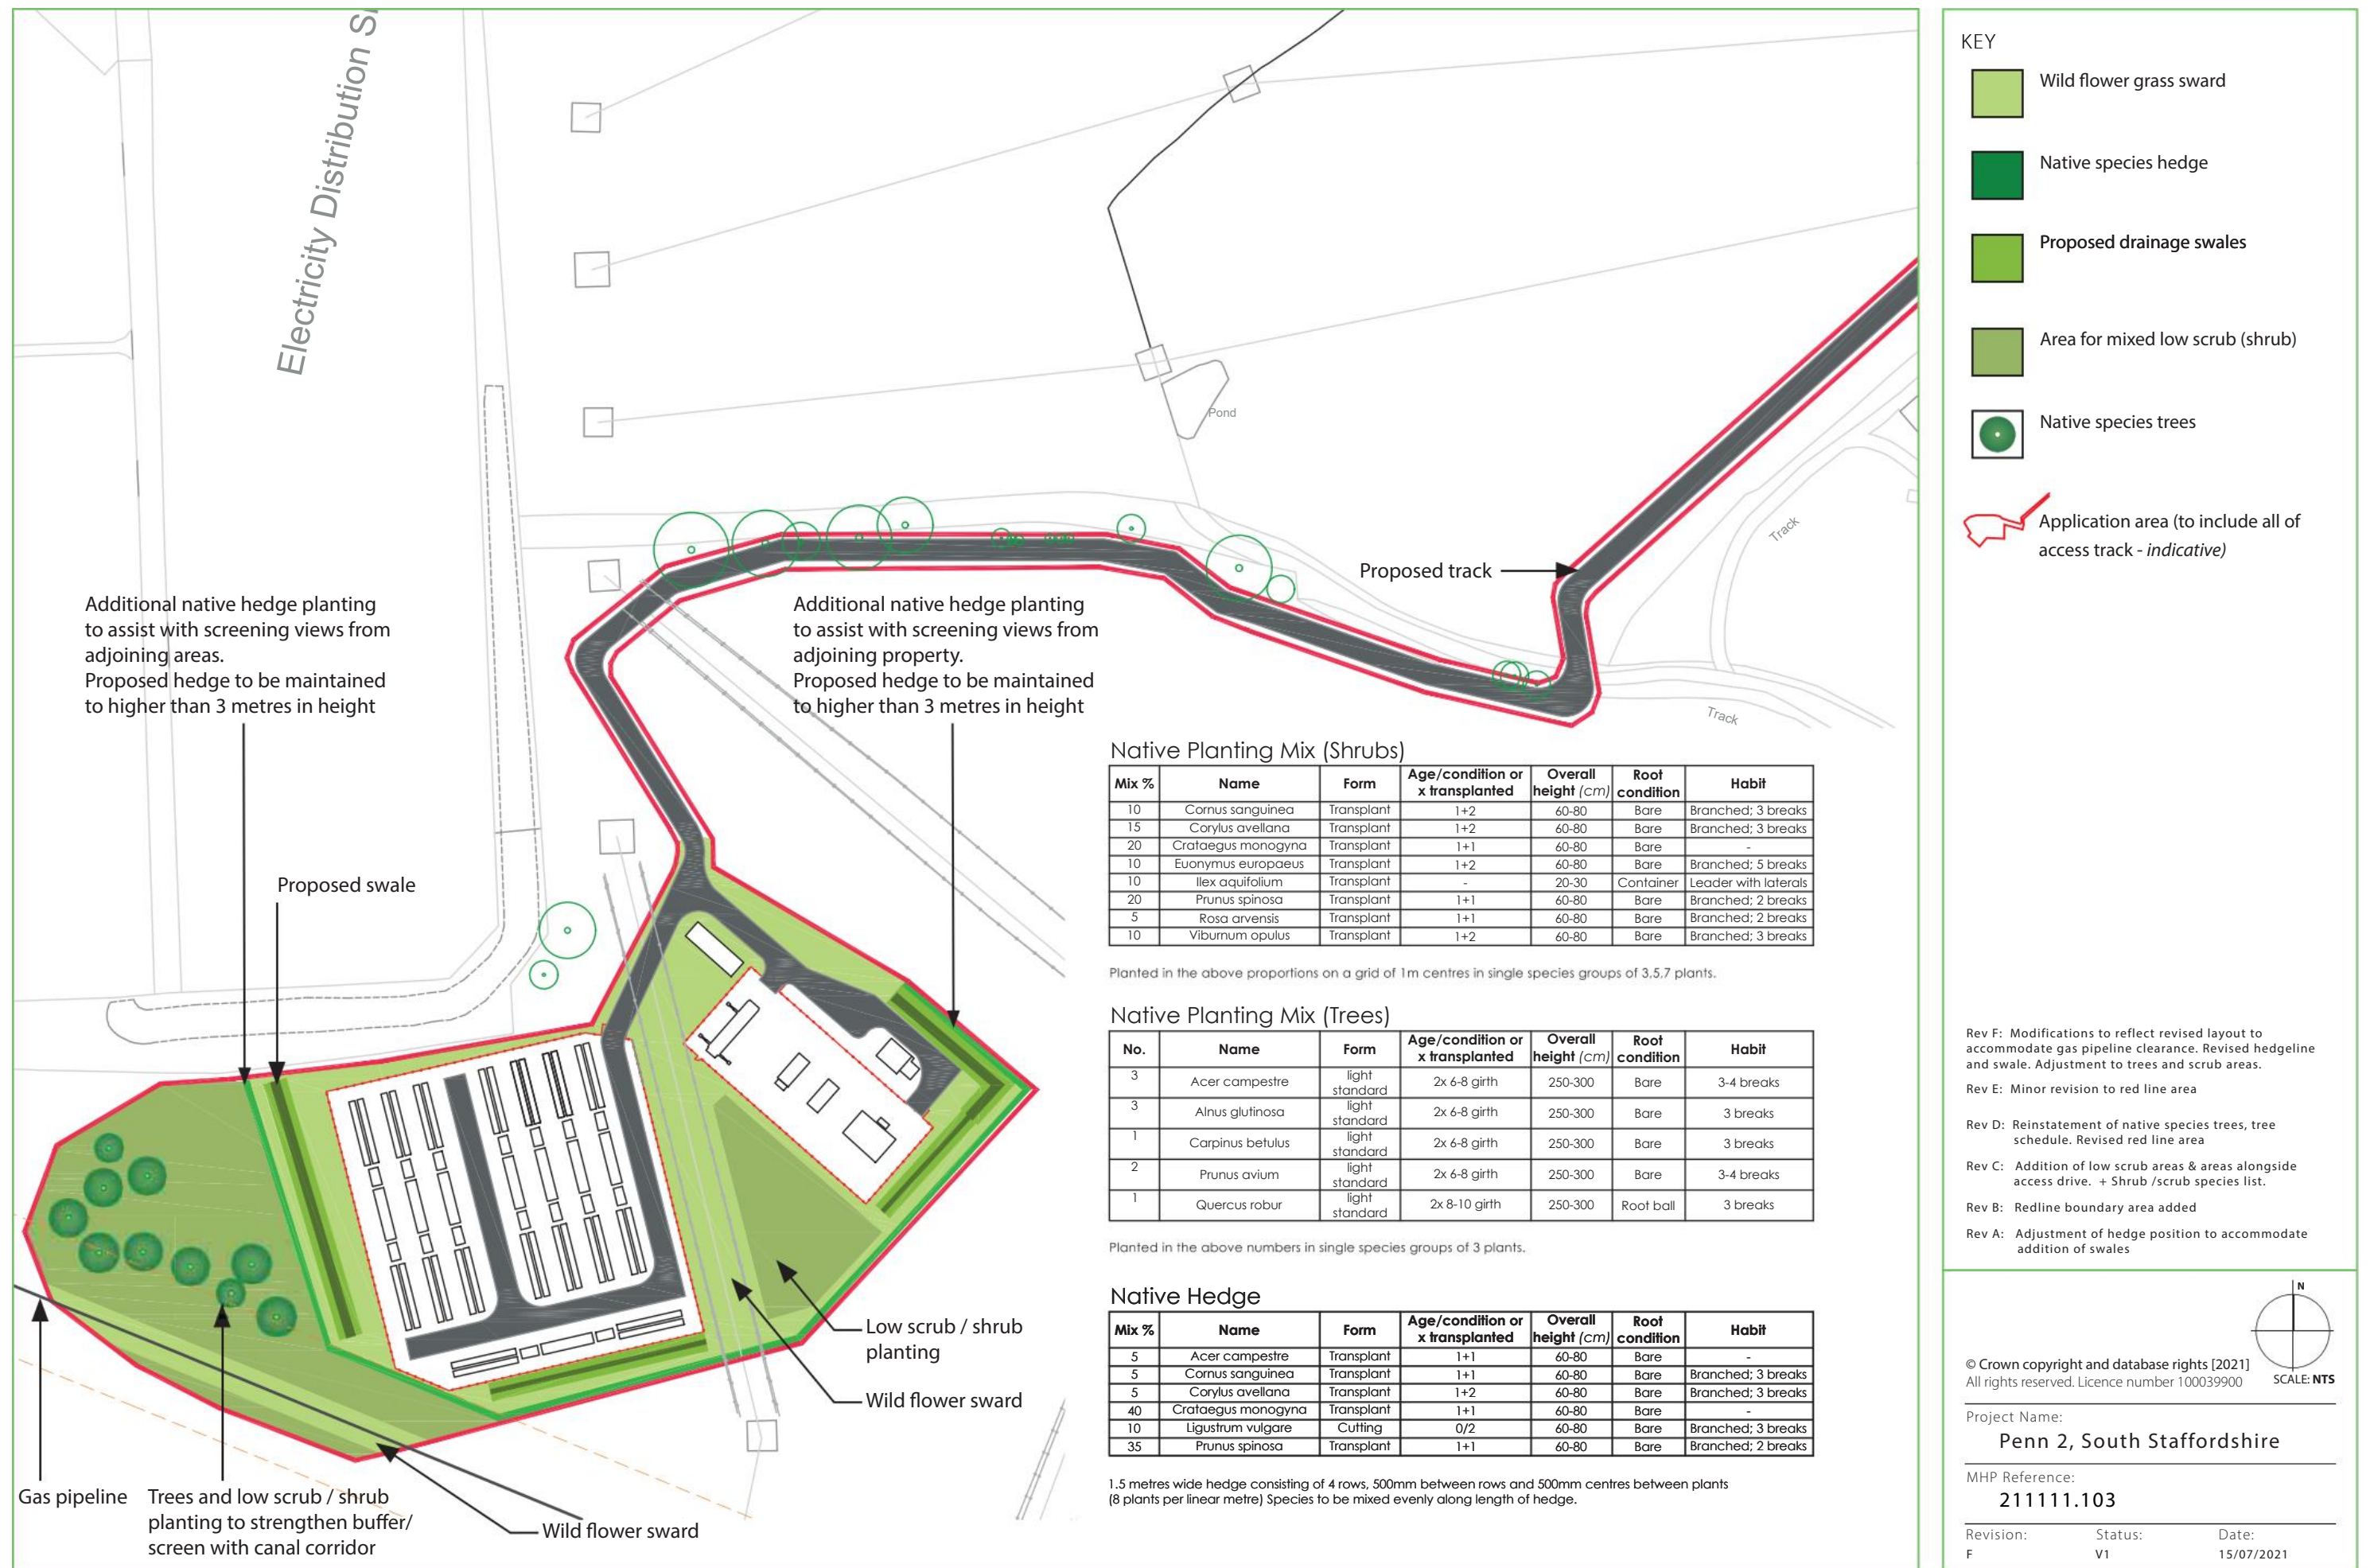 Electricity Distribution
Pond
Track
Track
Proposed track
Additional native hedge planting
to assist with screening views from
adjoining areas.
Proposed hedge to be maintained
to higher than 3 metres in height
Additional native hedge planting
to assist with screening views from
adjoining property.
Proposed hedge to be maintained
to higher than 3 metres in height
Proposed swale
Low scrub / shrub
planting
Wild flower sward
Gas pipeline
Trees and low scrub / shrub
planting to strengthen buffer/
screen with canal corridor
Wild flower sward
Native Planting Mix (Shrubs)
Mix % Name Form Age/condition or x transplanted Overall height (cm) Root condition Habit
10 Cornus sanguinea Transplant 1+2 60-80 Bare Branched; 3 breaks
15 Corylus avellana Transplant 1+2 60-80 Bare Branched; 3 breaks
20 Crataegus monogyna Transplant 1+1 60-80 Bare -
10 Euonymus europaeus Transplant 1+2 60-80 Bare Branched; 5 breaks
10 Ilex aquifolium Transplant - 20-30 Container Leader with laterals
20 Prunus spinosa Transplant 1+1 60-80 Bare Branched; 2 breaks
5 Rosa arvensis Transplant 1+1 60-80 Bare Branched; 2 breaks
10 Viburnum opulus Transplant 1+2 60-80 Bare Branched; 3 breaks
Planted in the above proportions on a grid of 1m centres in single species groups of 3,5,7 plants.
Native Planting Mix (Trees)
No. Name Form Age/condition or x transplanted Overall height (cm) Root condition Habit
3 Acer campestre light standard 2x 6-8 girth 250-300 Bare 3-4 breaks
3 Alnus glutinosa light standard 2x 6-8 girth 250-300 Bare 3 breaks
1 Carpinus betulus light standard 2x 6-8 girth 250-300 Bare 3 breaks
2 Prunus avium light standard 2x 6-8 girth 250-300 Bare 3-4 breaks
1 Quercus robur light standard 2x 8-10 girth 250-300 Root ball 3 breaks
Planted in the above numbers in single species groups of 3 plants.
Native Hedge
Mix % Name Form Age/condition or x transplanted Overall height (cm) Root condition Habit
5 Acer campestre Transplant 1+1 60-80 Bare -
5 Cornus sanguinea Transplant 1+1 60-80 Bare Branched; 3 breaks
5 Corylus avellana Transplant 1+2 60-80 Bare Branched; 3 breaks
40 Crataegus monogyna Transplant 1+1 60-80 Bare -
10 Ligustrum vulgare Cutting 0/2 60-80 Bare Branched; 3 breaks
35 Prunus spinosa Transplant 1+1 60-80 Bare Branched; 2 breaks
1.5 metres wide hedge consisting of 4 rows, 500mm between rows and 500mm centres between plants
(8 plants per linear metre) Species to be mixed evenly along length of hedge.
KEY
Wild flower grass sward
Native species hedge
Proposed drainage swales
Area for mixed low scrub (shrub)
Native species trees
Application area (to include all of
access track - indicative)
Rev F: Modifications to reflect revised layout to
accommodate gas pipeline clearance. Revised hedgeline
and swale. Adjustment to trees and scrub areas.
Rev E: Minor revision to red line area
Rev D: Reinstatement of native species trees, tree
schedule. Revised red line area
Rev C: Addition of low scrub areas & areas alongside
access drive. + Shrub /scrub species list.
Rev B: Redline boundary area added
Rev A: Adjustment of hedge position to accommodate
addition of swales
N
SCALE: NTS
© Crown copyright and database rights [2021]
All rights reserved. Licence number 100039900
Project Name:
Penn 2, South Staffordshire
MHP Reference:
211111.103
Revision: Status: Date:
F V1 15/07/2021